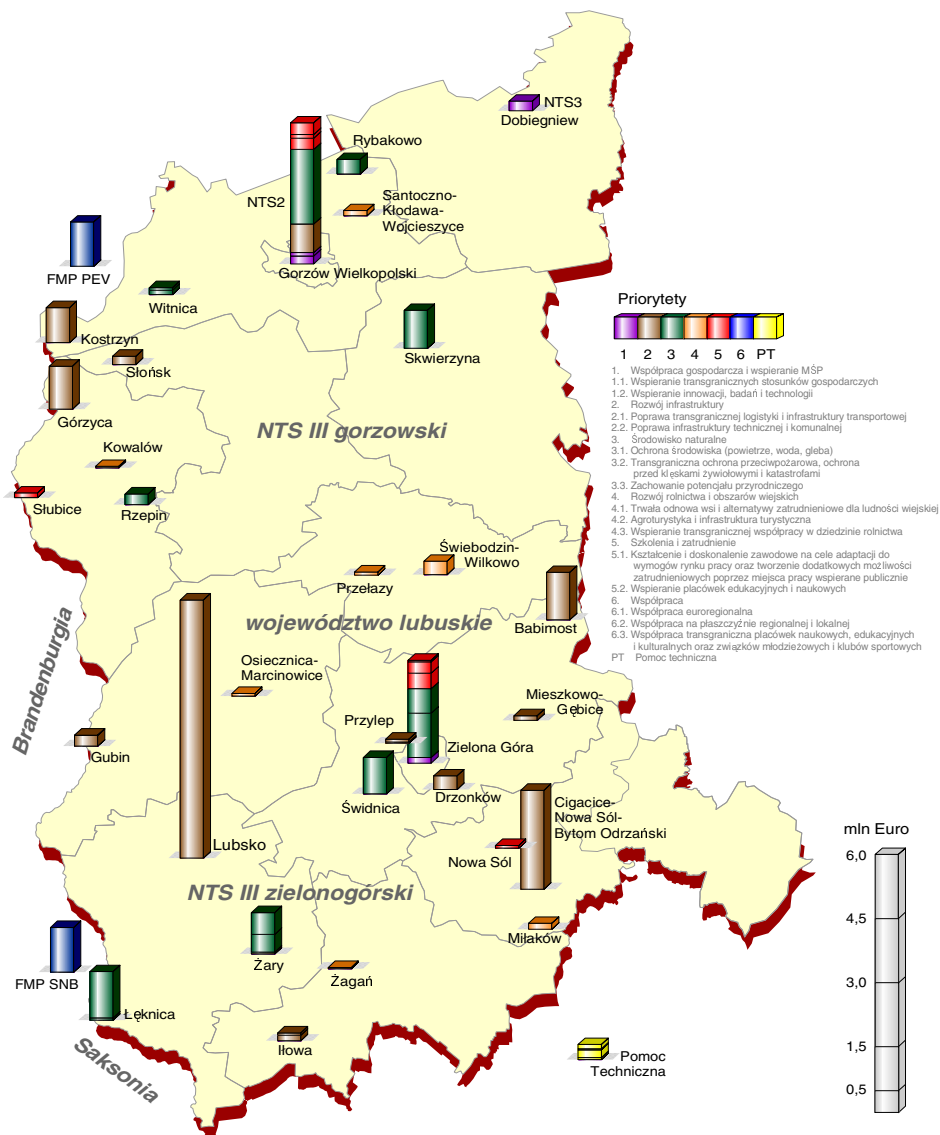 NTS3
Dobiegniew
Rybakowo
NTS2
Santoczno-
Kłodawa-
Wojcieszyce
FMP PEV
Gorzów Wielkopolski
Witnica
Kostrzyn
Słońsk
Skwierzyna
Górzyca
NTS III gorzowski
Kowalów
Słubice
Rzepin
Priorytety
1 2 3 4 5 6 PT
1. Współpraca gospodarcza i wspieranie MŚP
1.1. Wspieranie transgranicznych stosunków gospodarczych
1.2. Wspieranie innowacji, badań i technologii
2. Rozwój infrastruktury
2.1. Poprawa transgranicznej logistyki i infrastruktury transportowej
2.2. Poprawa infrastruktury technicznej i komunalnej
3. Środowisko naturalne
3.1. Ochrona środowiska (powietrze, woda, gleba)
3.2. Transgraniczna ochrona przeciwpożarowa, ochrona
przed klęskami żywiołowymi i katastrofami
3.3. Zachowanie potencjału przyrodniczego
4. Rozwój rolnictwa i obszarów wiejskich
4.1. Trwała odnowa wsi i alternatywy zatrudnieniowe dla ludności wiejskiej
4.2. Agroturystyka i infrastruktura turystyczna
4.3. Wspieranie transgranicznej współpracy w dziedzinie rolnictwa
5. Szkolenia i zatrudnienie
5.1. Kształcenie i doskonalenie zawodowe na cele adaptacji do
wymogów rynku pracy oraz tworzenie dodatkowych możliwości
zatrudnieniowych poprzez miejsca pracy wspierane publicznie
5.2. Wspieranie placówek edukacyjnych i naukowych
6. Współpraca
6.1. Współpraca euroregionalna
6.2. Współpraca na płaszczyźnie regionalnej i lokalnej
6.3. Współpraca transgraniczna placówek naukowych, edukacyjnych
i kulturalnych oraz związków młodzieżowych i klubów sportowych
PT Pomoc techniczna
Świebodzin-
Wilkowo
Przełazy
Babimost
województwo lubuskie
Brandenburgia
Osiecznica-
Marcinowice
Mieszkowo-
Gębice
Przylep
Gubin
Zielona Góra
Świdnica
Drzonków
Cigacice-
Nowa Sól-
Bytom Odrzański
Lubsko
Nowa Sól
NTS III zielonogórski
mln Euro
6,0
4,5
3,0
1,5
0,5
Miłaków
Żary
Żagań
FMP SNB
Łęknica
Iłowa
Saksonia
Pomoc
Techniczna